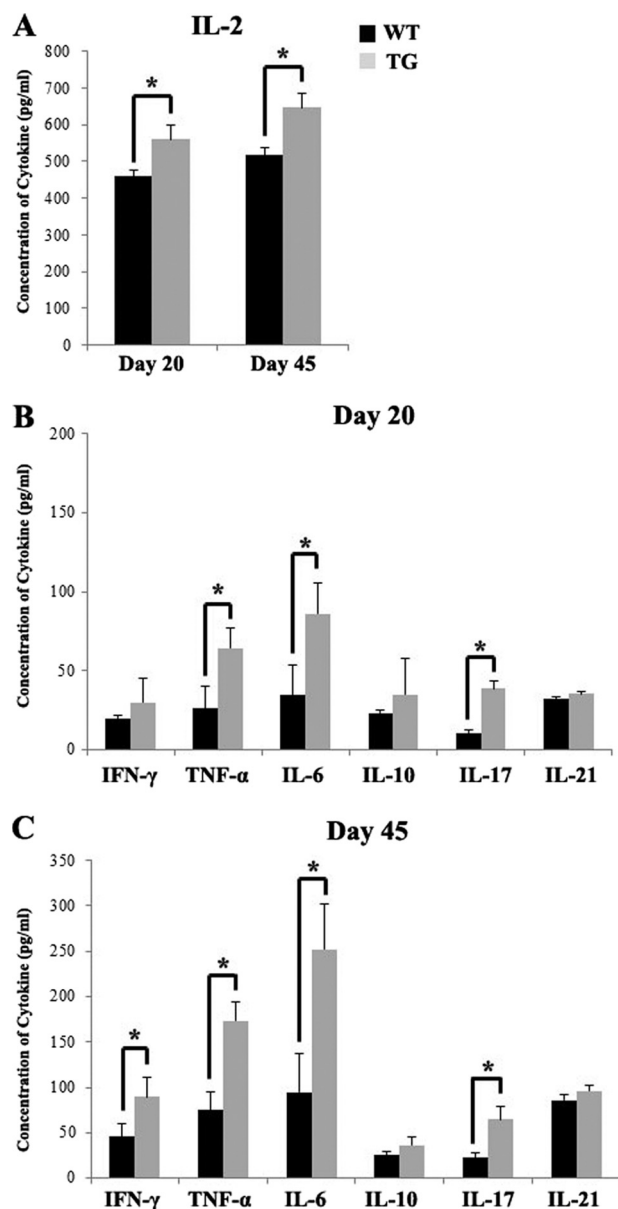 A
IL-2
WT
TG
Concentration of Cytokine (pg/ml)
800
700
600
500
400
300
200
100
0
*
*
Day 20
Day 45
B
Day 20
Concentration of Cytokine (pg/ml)
200
150
100
50
0
*
*
*
IFN-γ TNF-α IL-6 IL-10 IL-17 IL-21
C
Day 45
Concentration of Cytokine (pg/ml)
350
300
250
200
150
100
50
0
*
*
*
*
IFN-γ TNF-α IL-6 IL-10 IL-17 IL-21